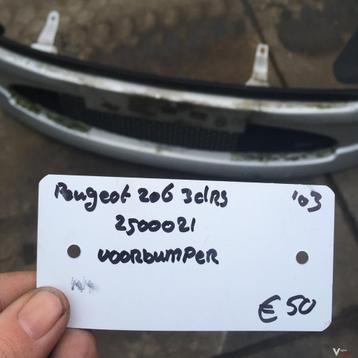 Peugeot 206 3drs '03
2500021
voorbumper
€ 50